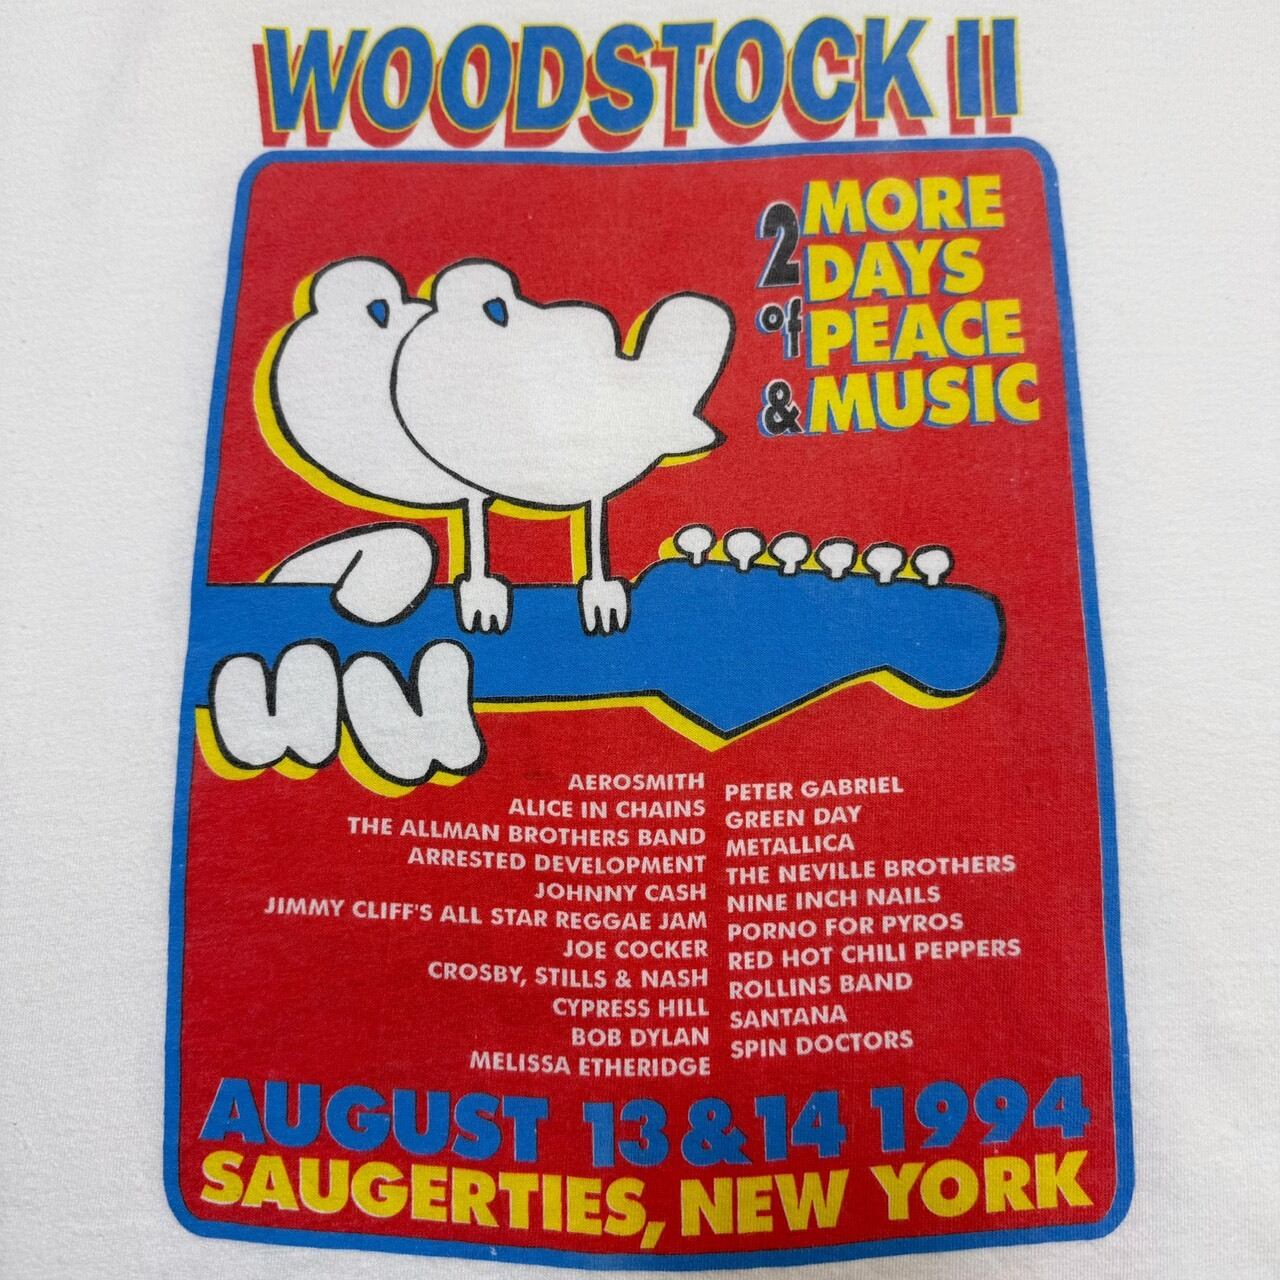 WOODSTOCK II
2 MORE
DAYS
of PEACE
& MUSIC
AEROSMITH
ALICE IN CHAINS
THE ALLMAN BROTHERS BAND
ARRESTED DEVELOPMENT
JOHNNY CASH
JIMMY CLIFF'S ALL STAR REGGAE JAM
JOE COCKER
CROSBY, STILLS & NASH
CYPRESS HILL
BOB DYLAN
MELISSA ETHERIDGE
PETER GABRIEL
GREEN DAY
METALLICA
THE NEVILLE BROTHERS
NINE INCH NAILS
PORNO FOR PYROS
RED HOT CHILI PEPPERS
ROLLINS BAND
SANTANA
SPIN DOCTORS
AUGUST 13 & 14 1994
SAUGERTIES, NEW YORK